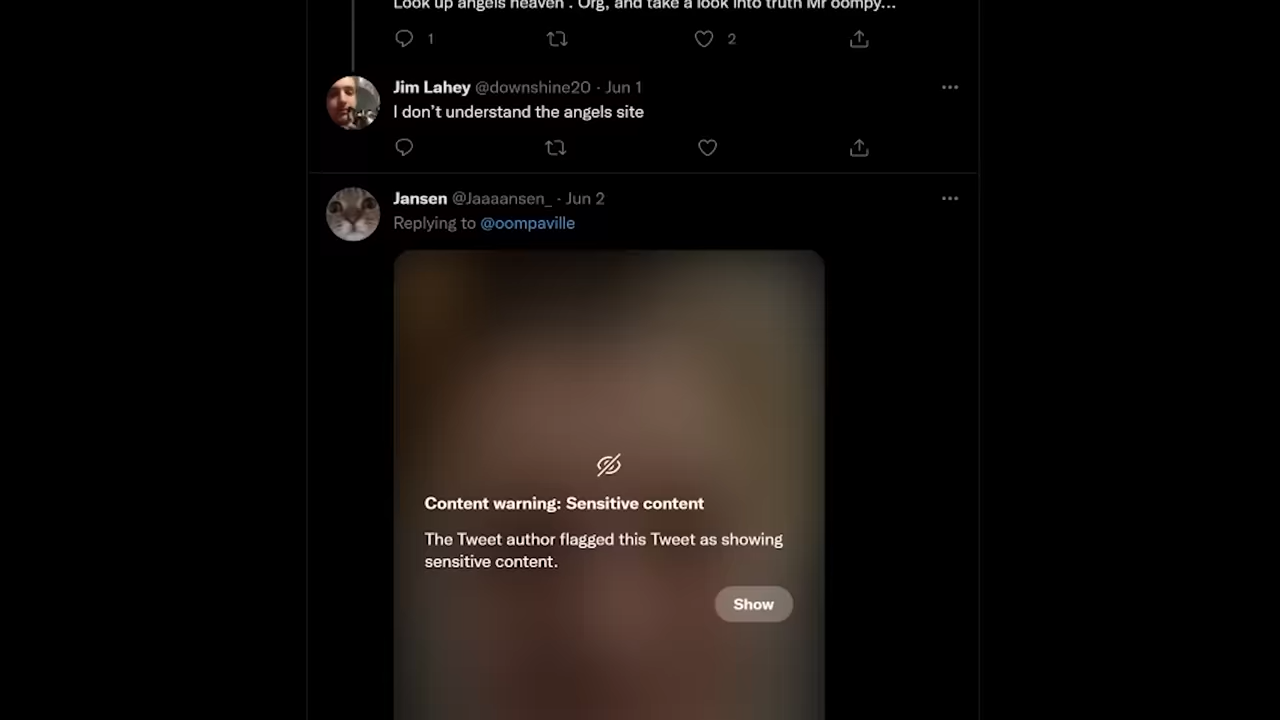 Look up angels heaven . Org, and take a look into truth Mr oompy...
1
2
Jim Lahey @downshine20 · Jun 1
I don't understand the angels site
Jansen @Jaaaansen_ · Jun 2
Replying to @oompaville
Content warning: Sensitive content
The Tweet author flagged this Tweet as showing
sensitive content.
Show